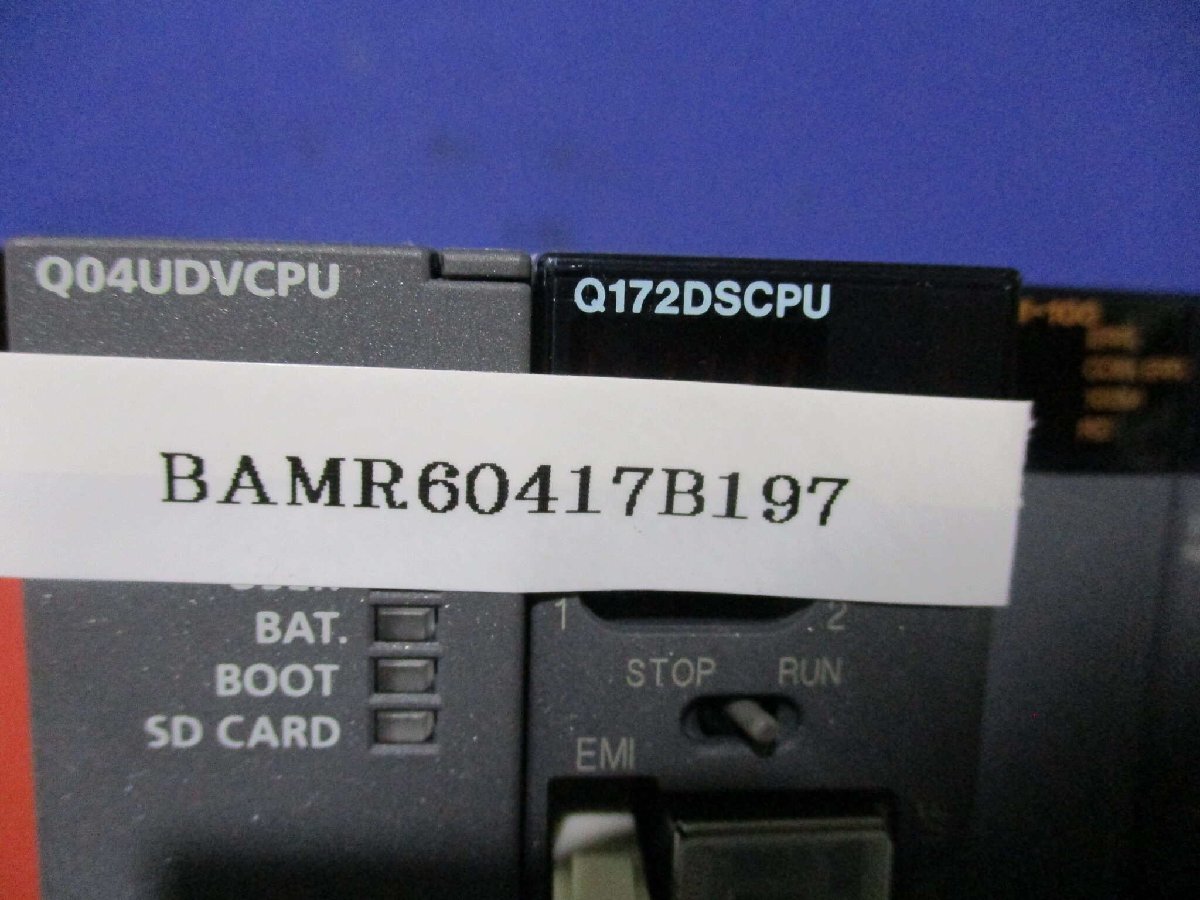 Q04UDVCPU
Q172DSCPU
BAMR60417B197
BAT.
BOOT
SD CARD
1 2
STOP RUN
EMI